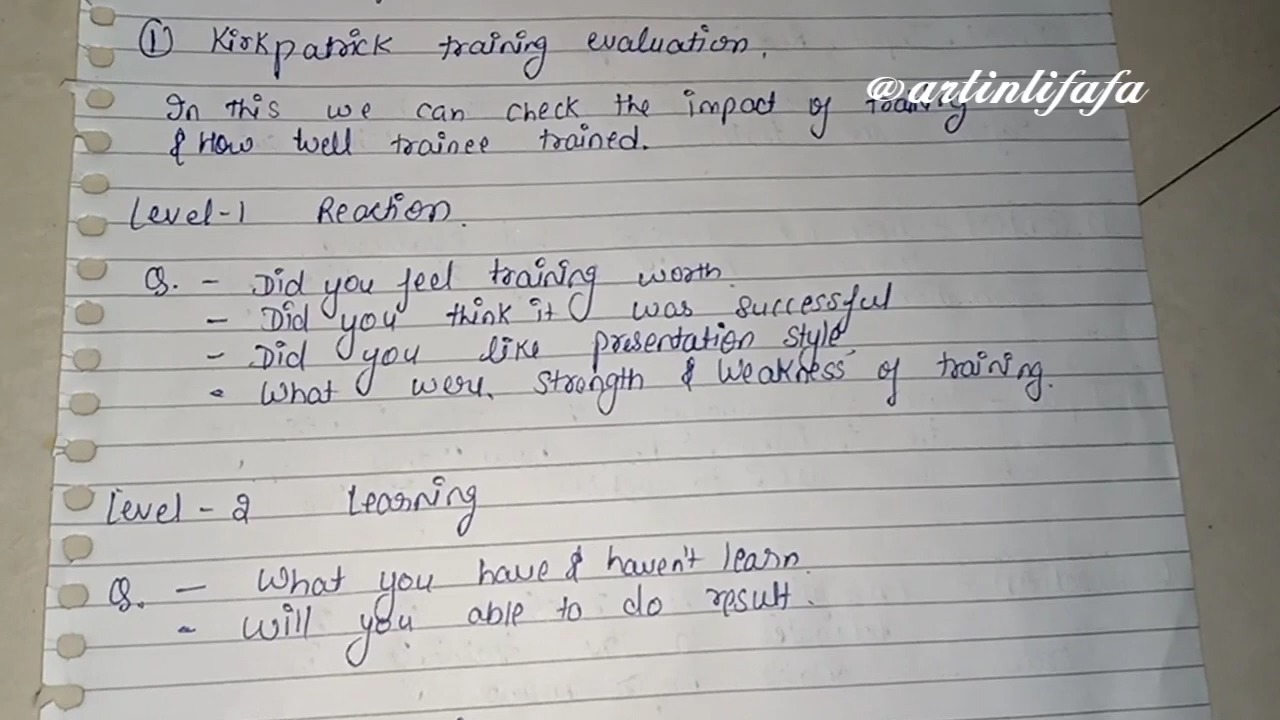 ① Kirkpatrick training evaluation.
@artinlifafa
In this we can check the impact of training
& How well trainee trained.
Level-1 Reaction.
Q. - Did you feel training worth
- Did you think it was successful
- Did you like presentation style
- What were strength & weakness of training.
Level - 2 Learning
Q. - What you have & haven't learn.
- Will you able to do result.